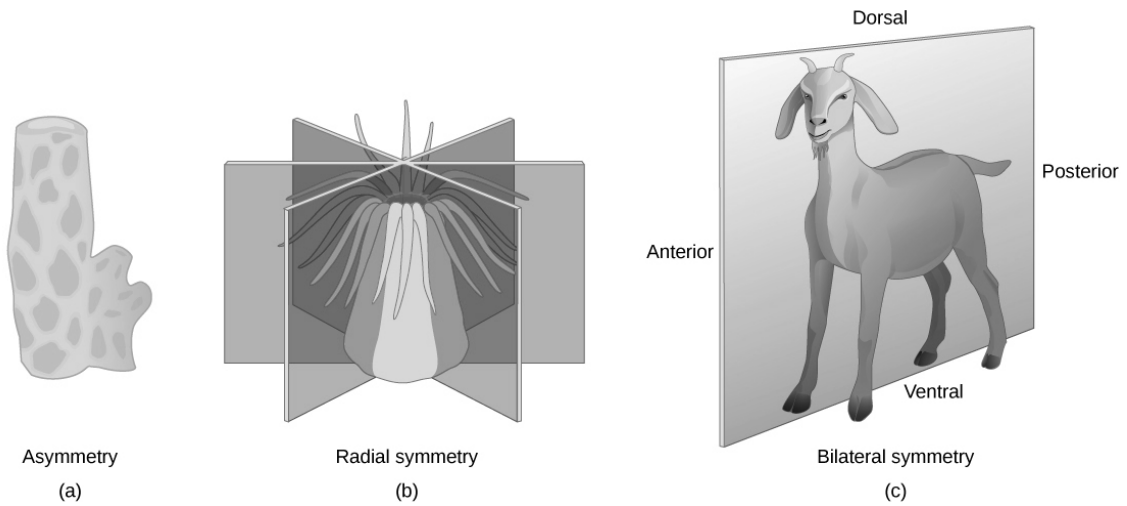 Dorsal
Posterior
Anterior
Ventral
Asymmetry
Radial symmetry
Bilateral symmetry
(a)
(b)
(c)